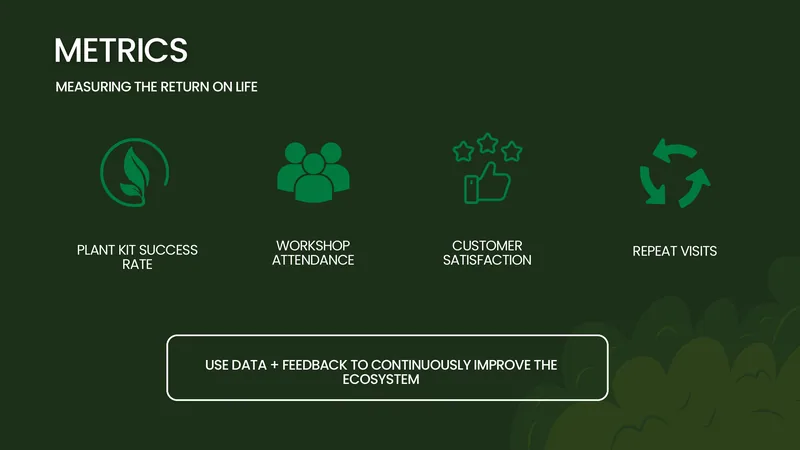 METRICS
MEASURING THE RETURN ON LIFE
PLANT KIT SUCCESS
RATE
WORKSHOP
ATTENDANCE
CUSTOMER
SATISFACTION
REPEAT VISITS
USE DATA + FEEDBACK TO CONTINUOUSLY IMPROVE THE
ECOSYSTEM